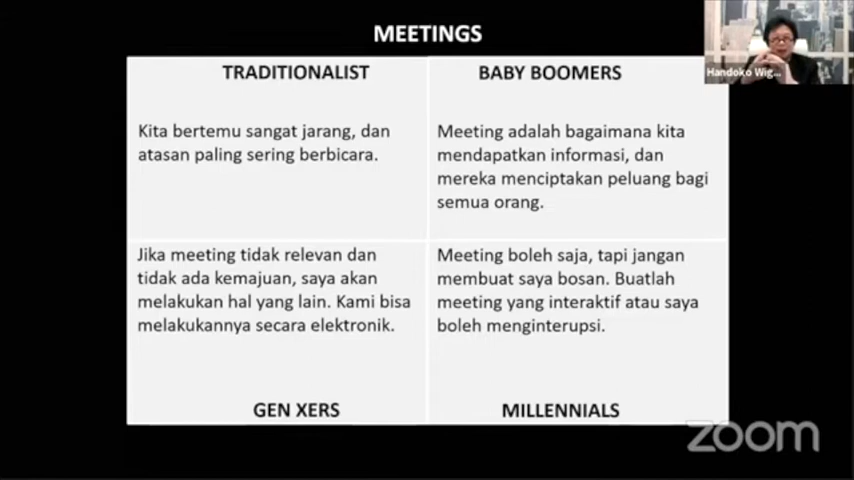 MEETINGS
Handoko Wig...
TRADITIONALIST
Kita bertemu sangat jarang, dan
atasan paling sering berbicara.
BABY BOOMERS
Meeting adalah bagaimana kita
mendapatkan informasi, dan
mereka menciptakan peluang bagi
semua orang.
Jika meeting tidak relevan dan
tidak ada kemajuan, saya akan
melakukan hal yang lain. Kami bisa
melakukannya secara elektronik.
GEN XERS
Meeting boleh saja, tapi jangan
membuat saya bosan. Buatlah
meeting yang interaktif atau saya
boleh menginterupsi.
MILLENNIALS
zoom